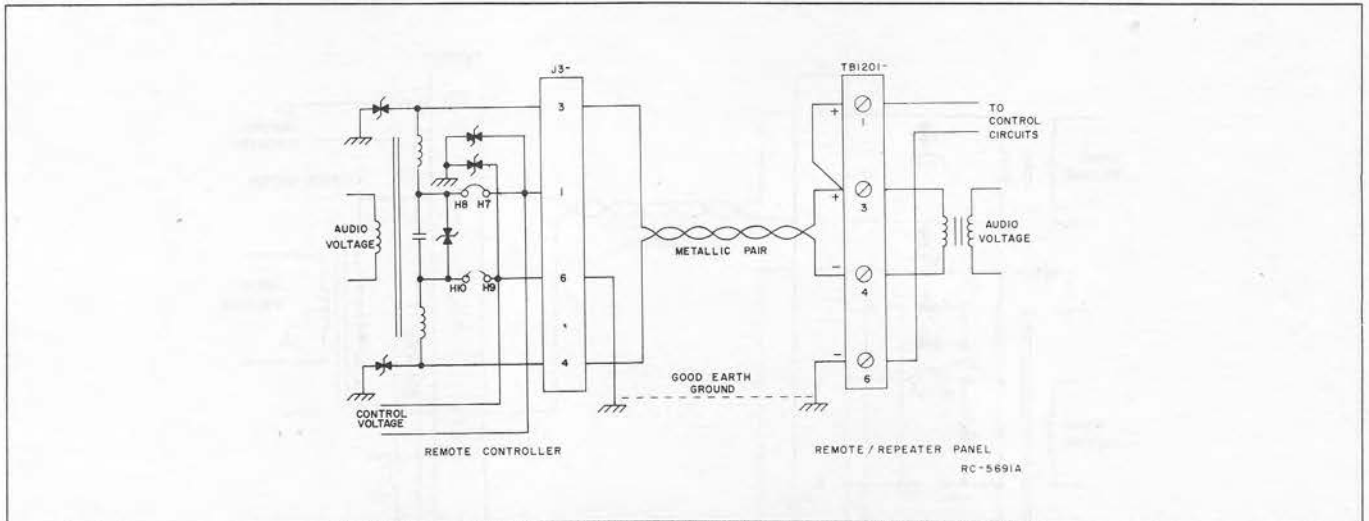 J3-
TB1201-
3
1
6
4
H8 H7
H10 H9
AUDIO
VOLTAGE
CONTROL
VOLTAGE
REMOTE CONTROLLER
METALLIC PAIR
GOOD EARTH
GROUND
+
1
+
3
-
4
-
6
TO
CONTROL
CIRCUITS
AUDIO
VOLTAGE
REMOTE / REPEATER PANEL
RC-5691A